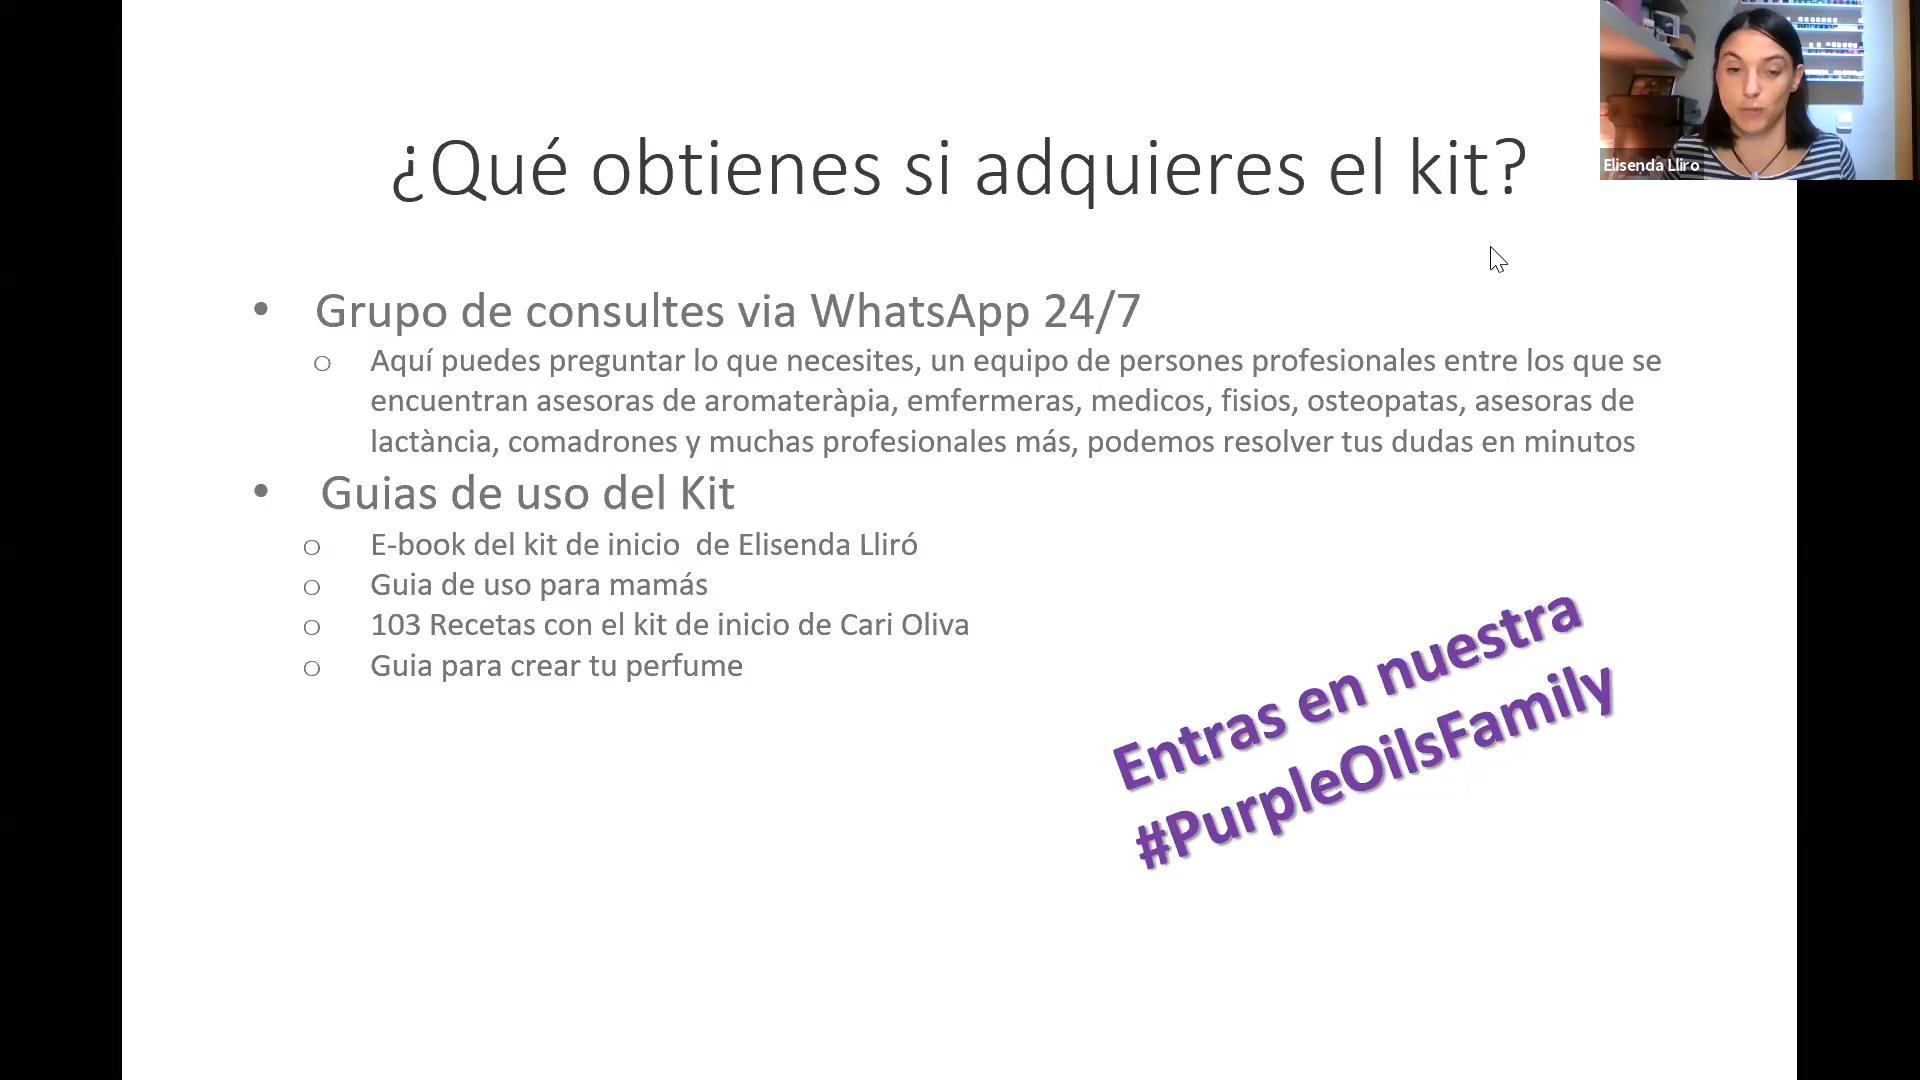 ¿Qué obtienes si adquieres el kit?
Elisenda Lliro
• Grupo de consultes via WhatsApp 24/7
o Aquí puedes preguntar lo que necesites, un equipo de persones profesionales entre los que se
encuentran asesoras de aromateràpia, emfermeras, medicos, fisios, osteopatas, asesoras de
lactància, comadrones y muchas profesionales más, podemos resolver tus dudas en minutos
• Guias de uso del Kit
o E-book del kit de inicio de Elisenda Lliró
o Guia de uso para mamás
o 103 Recetas con el kit de inicio de Cari Oliva
o Guia para crear tu perfume
Entras en nuestra
#PurpleOilsFamily